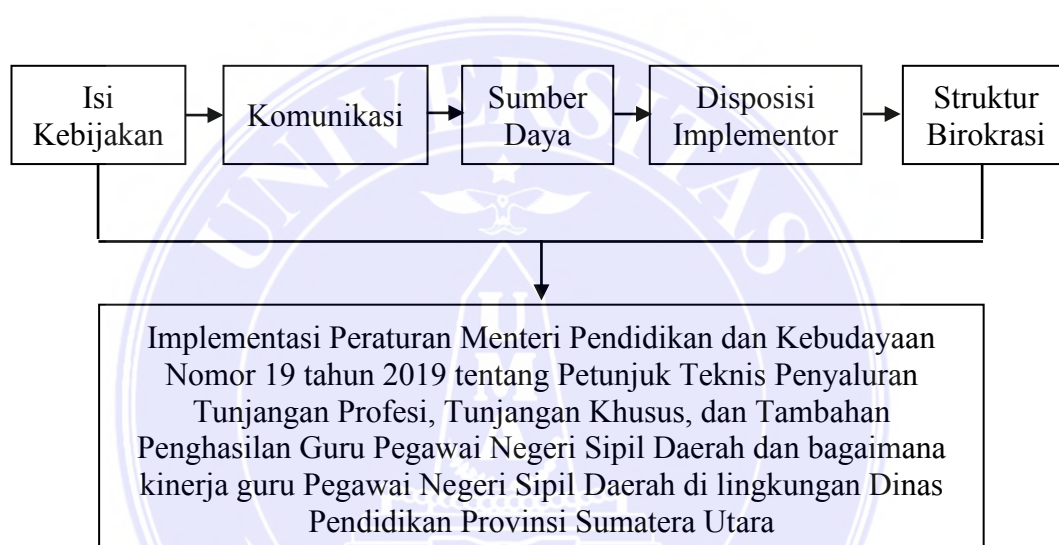 Isi
Kebijakan
Komunikasi
Sumber
Daya
Disposisi
Implementor
Struktur
Birokrasi
UNIVERSITAS
U
M
A
Implementasi Peraturan Menteri Pendidikan dan Kebudayaan
Nomor 19 tahun 2019 tentang Petunjuk Teknis Penyaluran
Tunjangan Profesi, Tunjangan Khusus, dan Tambahan
Penghasilan Guru Pegawai Negeri Sipil Daerah dan bagaimana
kinerja guru Pegawai Negeri Sipil Daerah di lingkungan Dinas
Pendidikan Provinsi Sumatera Utara